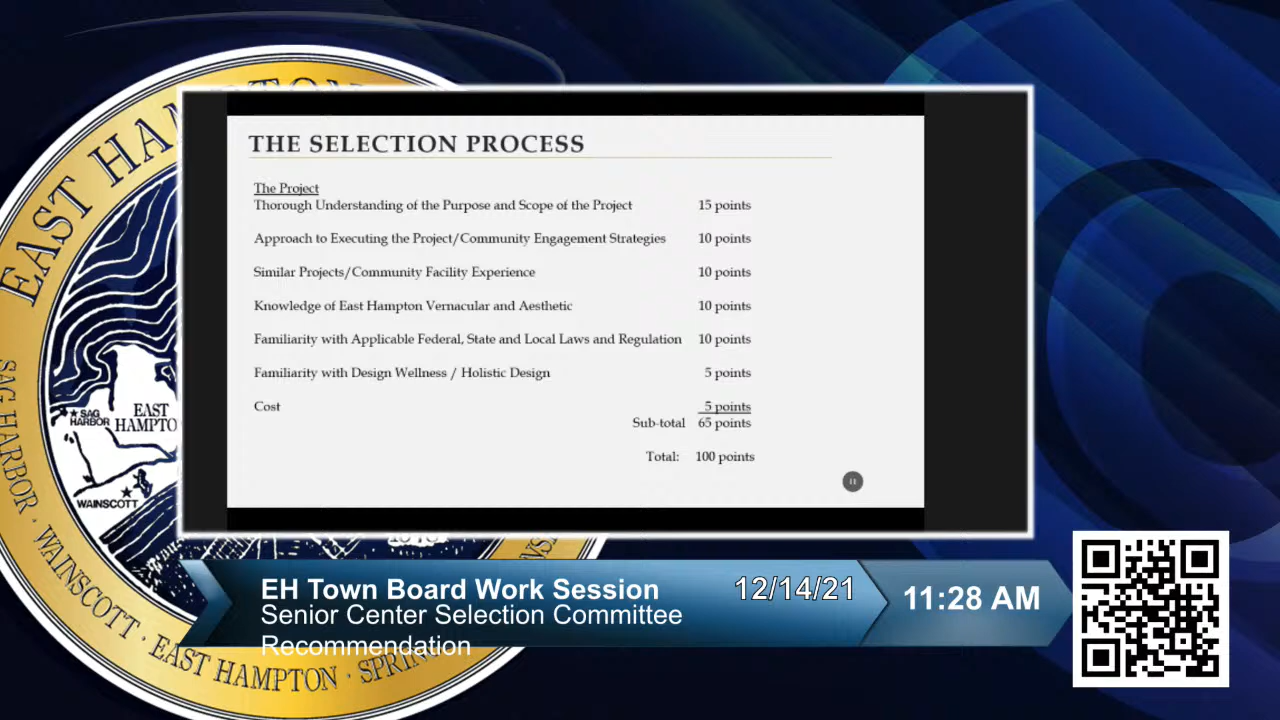 EAST HAMPTON
THE SELECTION PROCESS
The Project
Thorough Understanding of the Purpose and Scope of the Project 15 points
Approach to Executing the Project/Community Engagement Strategies 10 points
Similar Projects/Community Facility Experience 10 points
Knowledge of East Hampton Vernacular and Aesthetic 10 points
Familiarity with Applicable Federal, State and Local Laws and Regulation 10 points
Familiarity with Design Wellness / Holistic Design 5 points
Cost 5 points
Sub-total 65 points
Total: 100 points
11
SAG
HARBOR
EAST
HAMPTO
WAINSCOTT
SAG HARBOR · WAINSCOTT · EAST HAMPTON · SPRIN
EH Town Board Work Session
12/14/21
11:28 AM
Senior Center Selection Committee
Recommendation